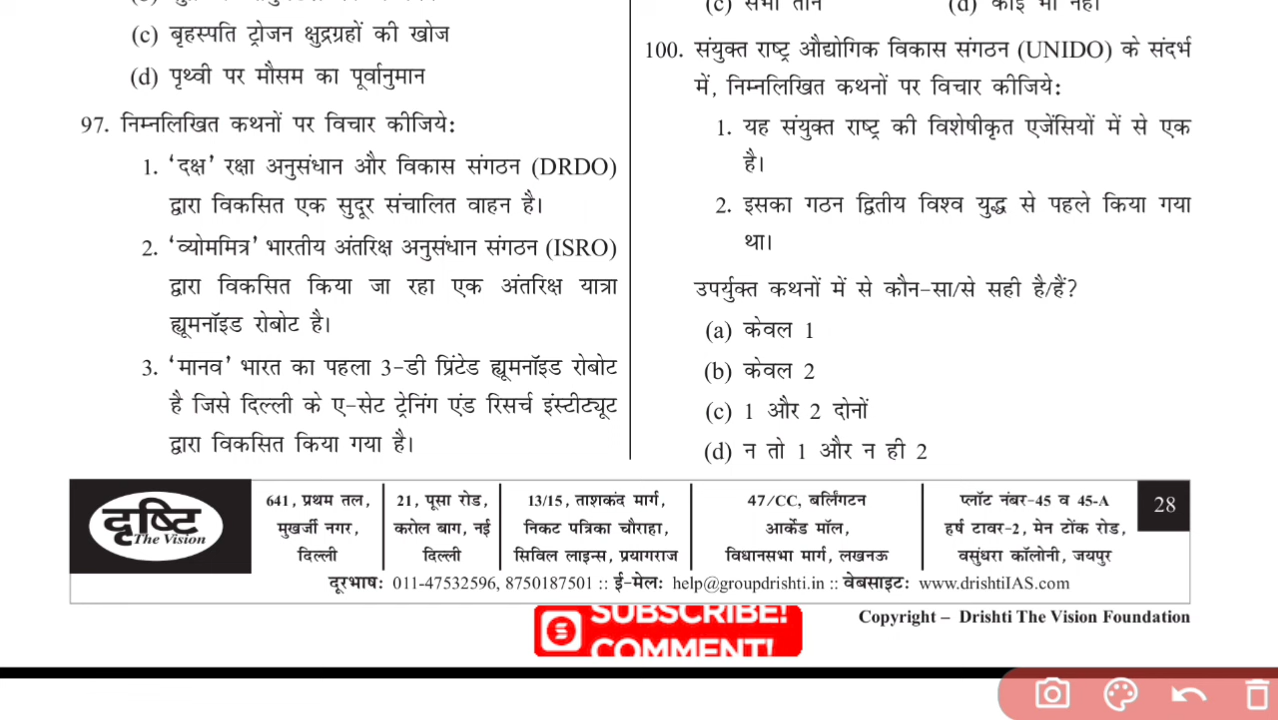 (c) बृहस्पति ट्रोजन क्षुद्रग्रहों की खोज
(d) पृथ्वी पर मौसम का पूर्वानुमान
97. निम्नलिखित कथनों पर विचार कीजिये:
1. ‘दक्ष’ रक्षा अनुसंधान और विकास संगठन (DRDO)
द्वारा विकसित एक सुदूर संचालित वाहन है।
2. ‘व्योममित्र’ भारतीय अंतरिक्ष अनुसंधान संगठन (ISRO)
द्वारा विकसित किया जा रहा एक अंतरिक्ष यात्रा
ह्यूमनॉइड रोबोट है।
3. ‘मानव’ भारत का पहला 3-डी प्रिंटेड ह्यूमनॉइड रोबोट
है जिसे दिल्ली के ए-सेट ट्रेनिंग एंड रिसर्च इंस्टीट्यूट
द्वारा विकसित किया गया है।
(c) सभी तीन (d) कोई भी नहीं
100. संयुक्त राष्ट्र औद्योगिक विकास संगठन (UNIDO) के संदर्भ
में, निम्नलिखित कथनों पर विचार कीजिये:
1. यह संयुक्त राष्ट्र की विशेषीकृत एजेंसियों में से एक
है।
2. इसका गठन द्वितीय विश्व युद्ध से पहले किया गया
था।
उपर्युक्त कथनों में से कौन-सा/से सही है/हैं?
(a) केवल 1
(b) केवल 2
(c) 1 और 2 दोनों
(d) न तो 1 और न ही 2
दृष्टि
The Vision
641, प्रथम तल,
मुखर्जी नगर,
दिल्ली
21, पूसा रोड,
करोल बाग, नई
दिल्ली
13/15, ताशकंद मार्ग,
निकट पत्रिका चौराहा,
सिविल लाइन्स, प्रयागराज
47/CC, बर्लिंगटन
आर्केड मॉल,
विधानसभा मार्ग, लखनऊ
प्लॉट नंबर-45 व 45-A
हर्ष टावर-2, मेन टोंक रोड,
वसुंधरा कॉलोनी, जयपुर
28
दूरभाष: 011-47532596, 8750187501 :: ई-मेल: help@groupdrishti.in :: वेबसाइट: www.drishtiIAS.com
SUBSCRIBE!
COMMENT!
Copyright – Drishti The Vision Foundation